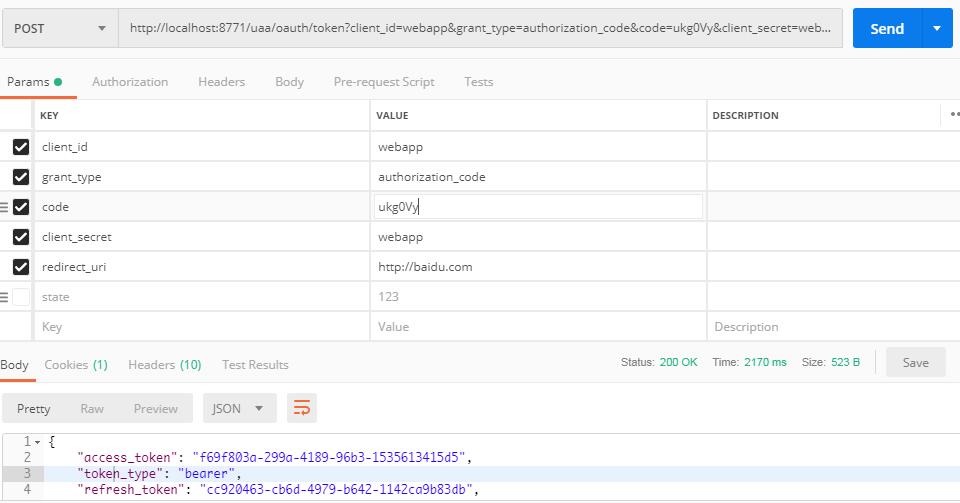 POST http://localhost:8771/uaa/oauth/token?client_id=webapp&grant_type=authorization_code&code=ukg0Vy&client_secret=web... Send
Params Authorization Headers Body Pre-request Script Tests
KEY VALUE DESCRIPTION
client_id webapp
grant_type authorization_code
code ukg0Vy
client_secret webapp
redirect_uri http://baidu.com
state 123
Key Value Description
Body Cookies (1) Headers (10) Test Results Status: 200 OK Time: 2170 ms Size: 523 B Save
Pretty Raw Preview JSON
1 {
2 "access_token": "f69f803a-299a-4189-96b3-1535613415d5",
3 "token_type": "bearer",
4 "refresh_token": "cc920463-cb6d-4979-b642-1142ca9b83db",